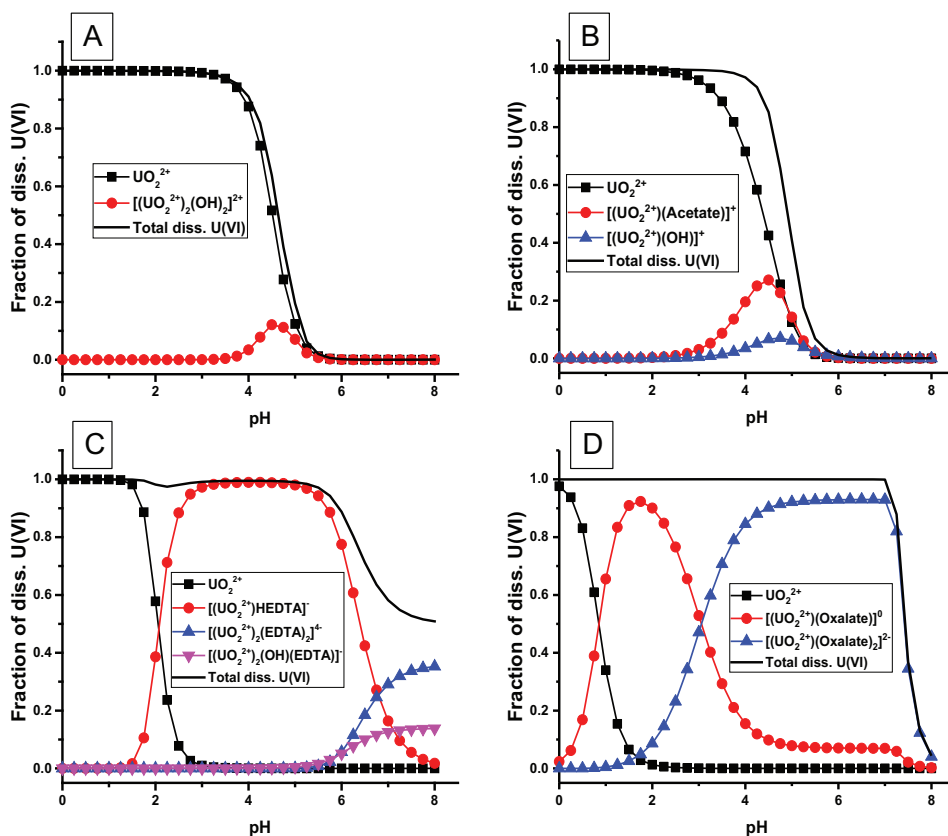 A
Fraction of diss. U(VI)
1.0
0.8
0.6
0.4
0.2
0.0
UO₂²⁺
[(UO₂²⁺)₂(OH)₂]²⁺
Total diss. U(VI)
0 2 4 6 8
pH
B
Fraction of diss. U(VI)
1.0
0.8
0.6
0.4
0.2
0.0
UO₂²⁺
[(UO₂²⁺)(Acetate)]⁺
[(UO₂²⁺)(OH)]⁺
Total diss. U(VI)
0 2 4 6 8
pH
C
Fraction of diss. U(VI)
1.0
0.8
0.6
0.4
0.2
0.0
UO₂²⁺
[(UO₂²⁺)HEDTA]⁻
[(UO₂²⁺)₂(EDTA)₂]⁴⁻
[(UO₂²⁺)₂(OH)(EDTA)]⁻
Total diss. U(VI)
0 2 4 6 8
pH
D
Fraction of diss. U(VI)
1.0
0.8
0.6
0.4
0.2
0.0
UO₂²⁺
[(UO₂²⁺)(Oxalate)]⁰
[(UO₂²⁺)(Oxalate)₂]²⁻
Total diss. U(VI)
0 2 4 6 8
pH